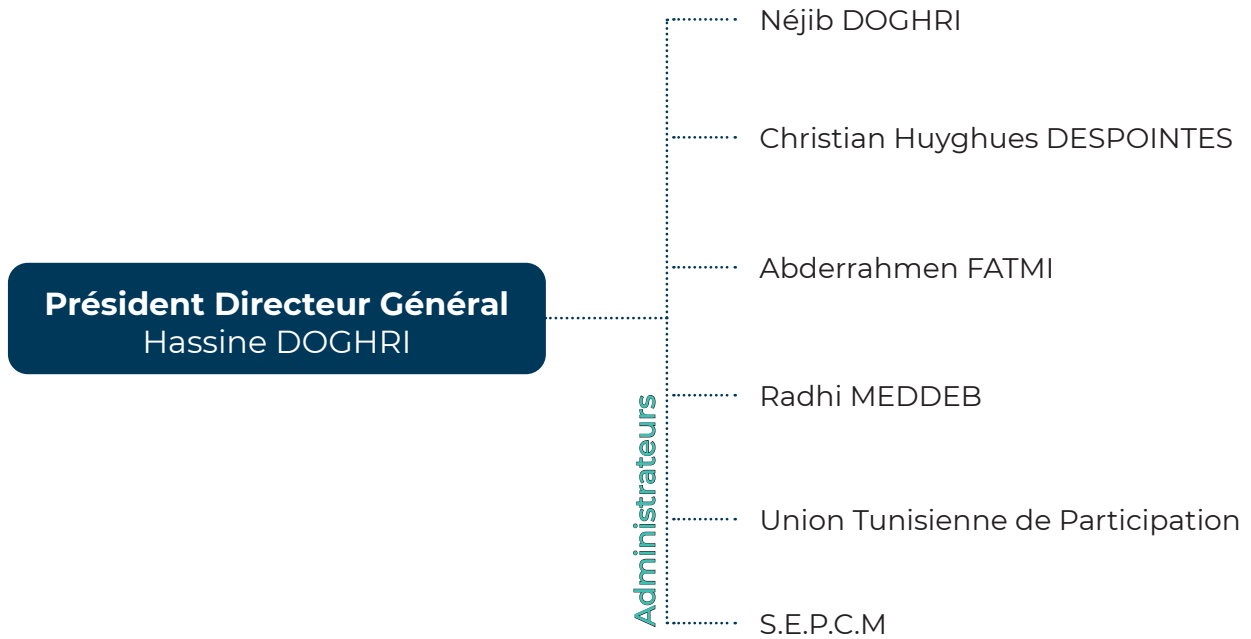 Président Directeur Général
Hassine DOGHRI
Administrateurs
Néjib DOGHRI
Christian Huyghues DESPOINTES
Abderrahmen FATMI
Radhi MEDDEB
Union Tunisienne de Participation
S.E.P.C.M